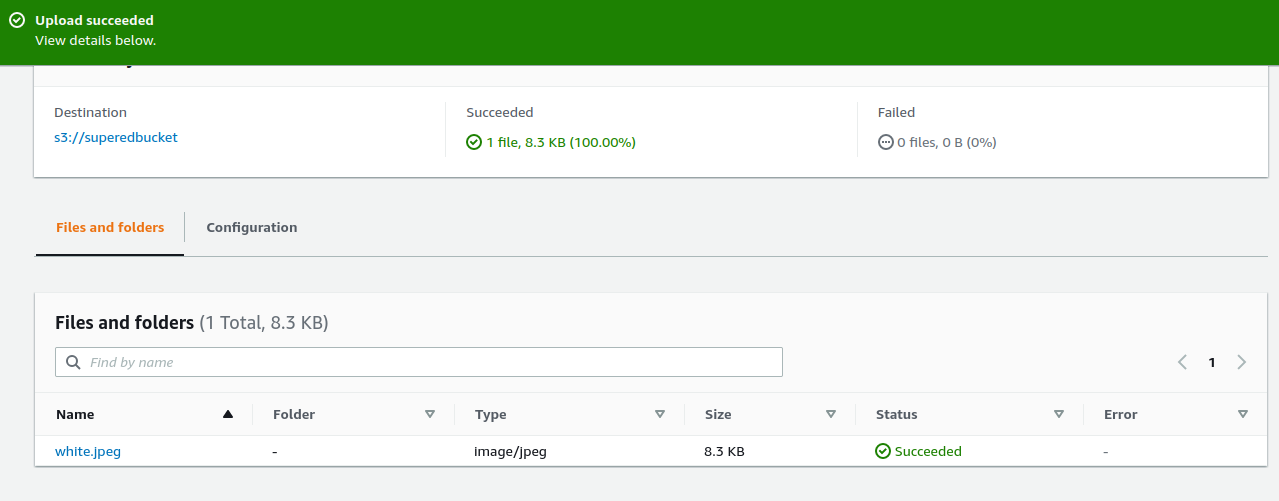 Upload succeeded
View details below.
Destination
Succeeded
Failed
s3://superedbucket
1 file, 8.3 KB (100.00%)
0 files, 0 B (0%)
Files and folders
Configuration
Files and folders (1 Total, 8.3 KB)
Find by name
1
Name
Folder
Type
Size
Status
Error
white.jpeg
-
image/jpeg
8.3 KB
Succeeded
-